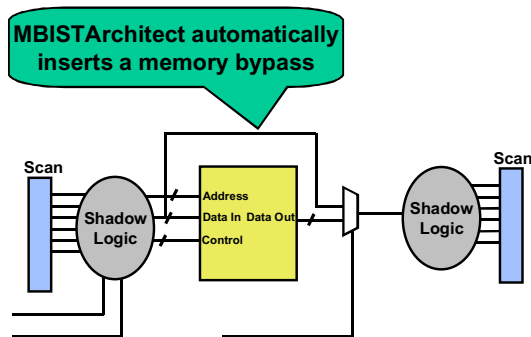 MBISTArchitect automatically
inserts a memory bypass
Scan
Shadow
Logic
Address
Data In Data Out
Control
Shadow
Logic
Scan